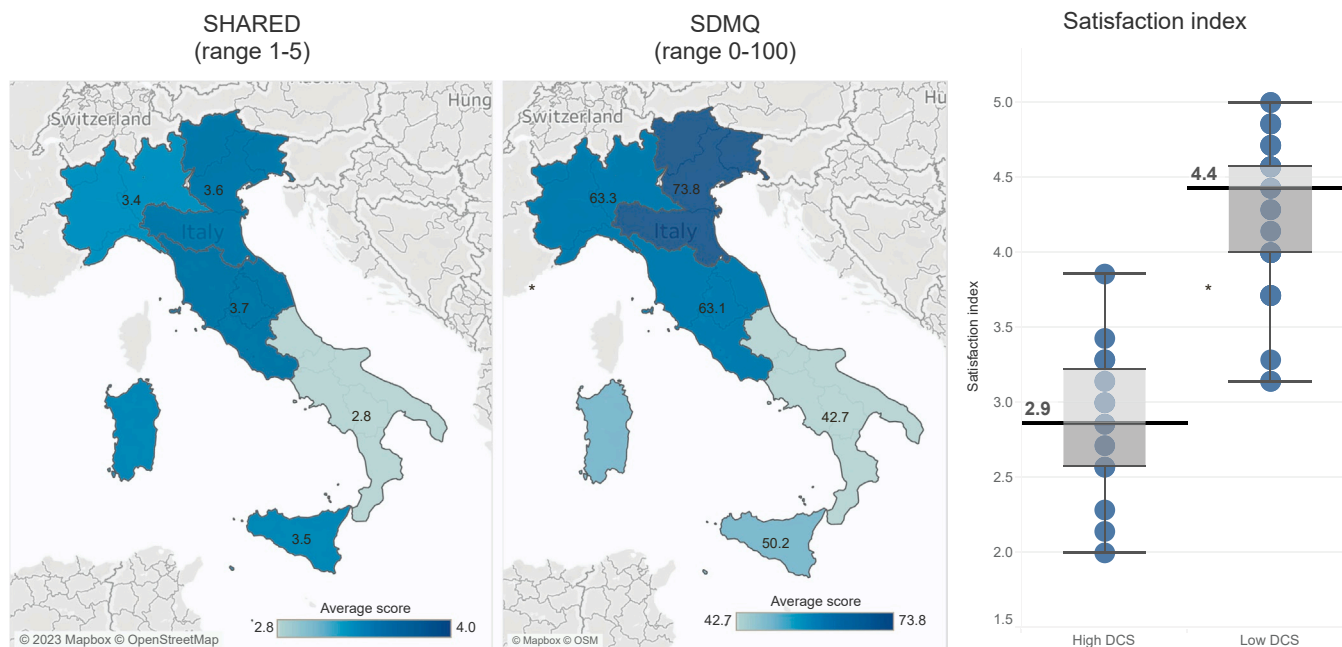 SHARED
(range 1-5)
Switzerland
Hung
3.4
3.6
Italy
3.7
2.8
3.5
Average score
2.8
4.0
© 2023 Mapbox © OpenStreetMap
SDMQ
(range 0-100)
Switzerland
Hu
63.3
73.8
Italy
*
63.1
42.7
50.2
Average score
42.7
73.8
© Mapbox © OSM
Satisfaction index
Satisfaction index
5.0
4.5
4.0
3.5
3.0
2.5
2.0
1.5
4.4
*
2.9
High DCS
Low DCS